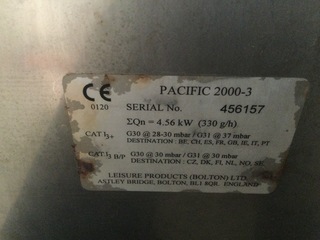 CE PACIFIC 2000-3
0120 SERIAL No. 456157
ΣQn = 4.56 kW (330 g/h)
CAT I3+ G30 @ 28-30 mbar / G31 @ 37 mbar
DESTINATION : BE, CH, ES, FR, GB, IE, IT, PT
CAT I3 B/P G30 @ 30 mbar / G31 @ 30 mbar
DESTINATION : CZ, DK, FI, NL, NO, SE
LEISURE PRODUCTS (BOLTON) LTD.
ASTLEY BRIDGE, BOLTON, BL1 8QR. ENGLAND